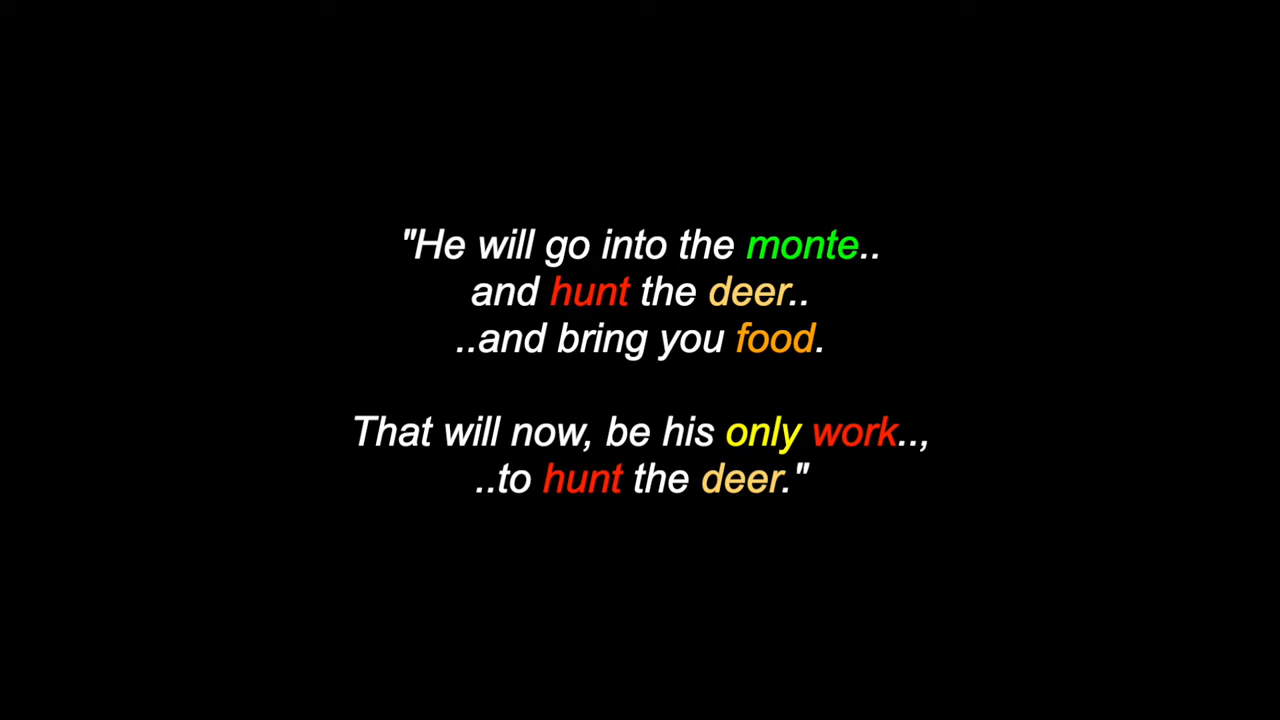 "He will go into the monte..
and hunt the deer..
..and bring you food.
That will now, be his only work..,
..to hunt the deer."